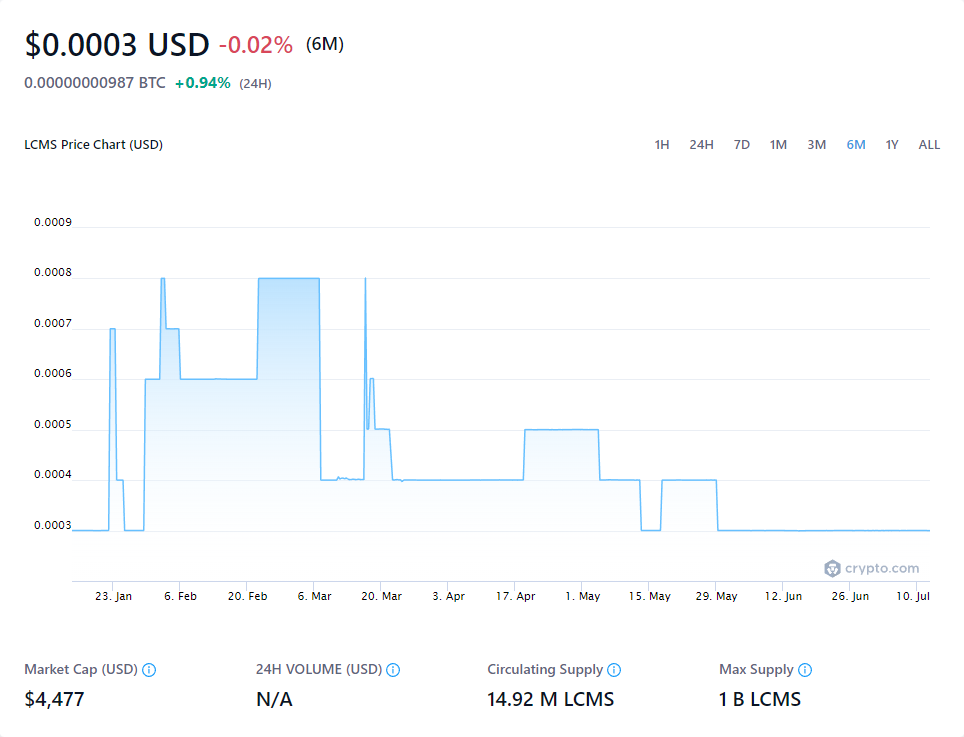 $0.0003 USD -0.02% (6M)
0.00000000987 BTC +0.94% (24H)
LCMS Price Chart (USD) 1H 24H 7D 1M 3M 6M 1Y ALL
0.0009
0.0008
0.0007
0.0006
0.0005
0.0004
0.0003
crypto.com
23. Jan 6. Feb 20. Feb 6. Mar 20. Mar 3. Apr 17. Apr 1. May 15. May 29. May 12. Jun 26. Jun 10. Jul
Market Cap (USD) 24H VOLUME (USD) Circulating Supply Max Supply
$4,477 N/A 14.92 M LCMS 1 B LCMS